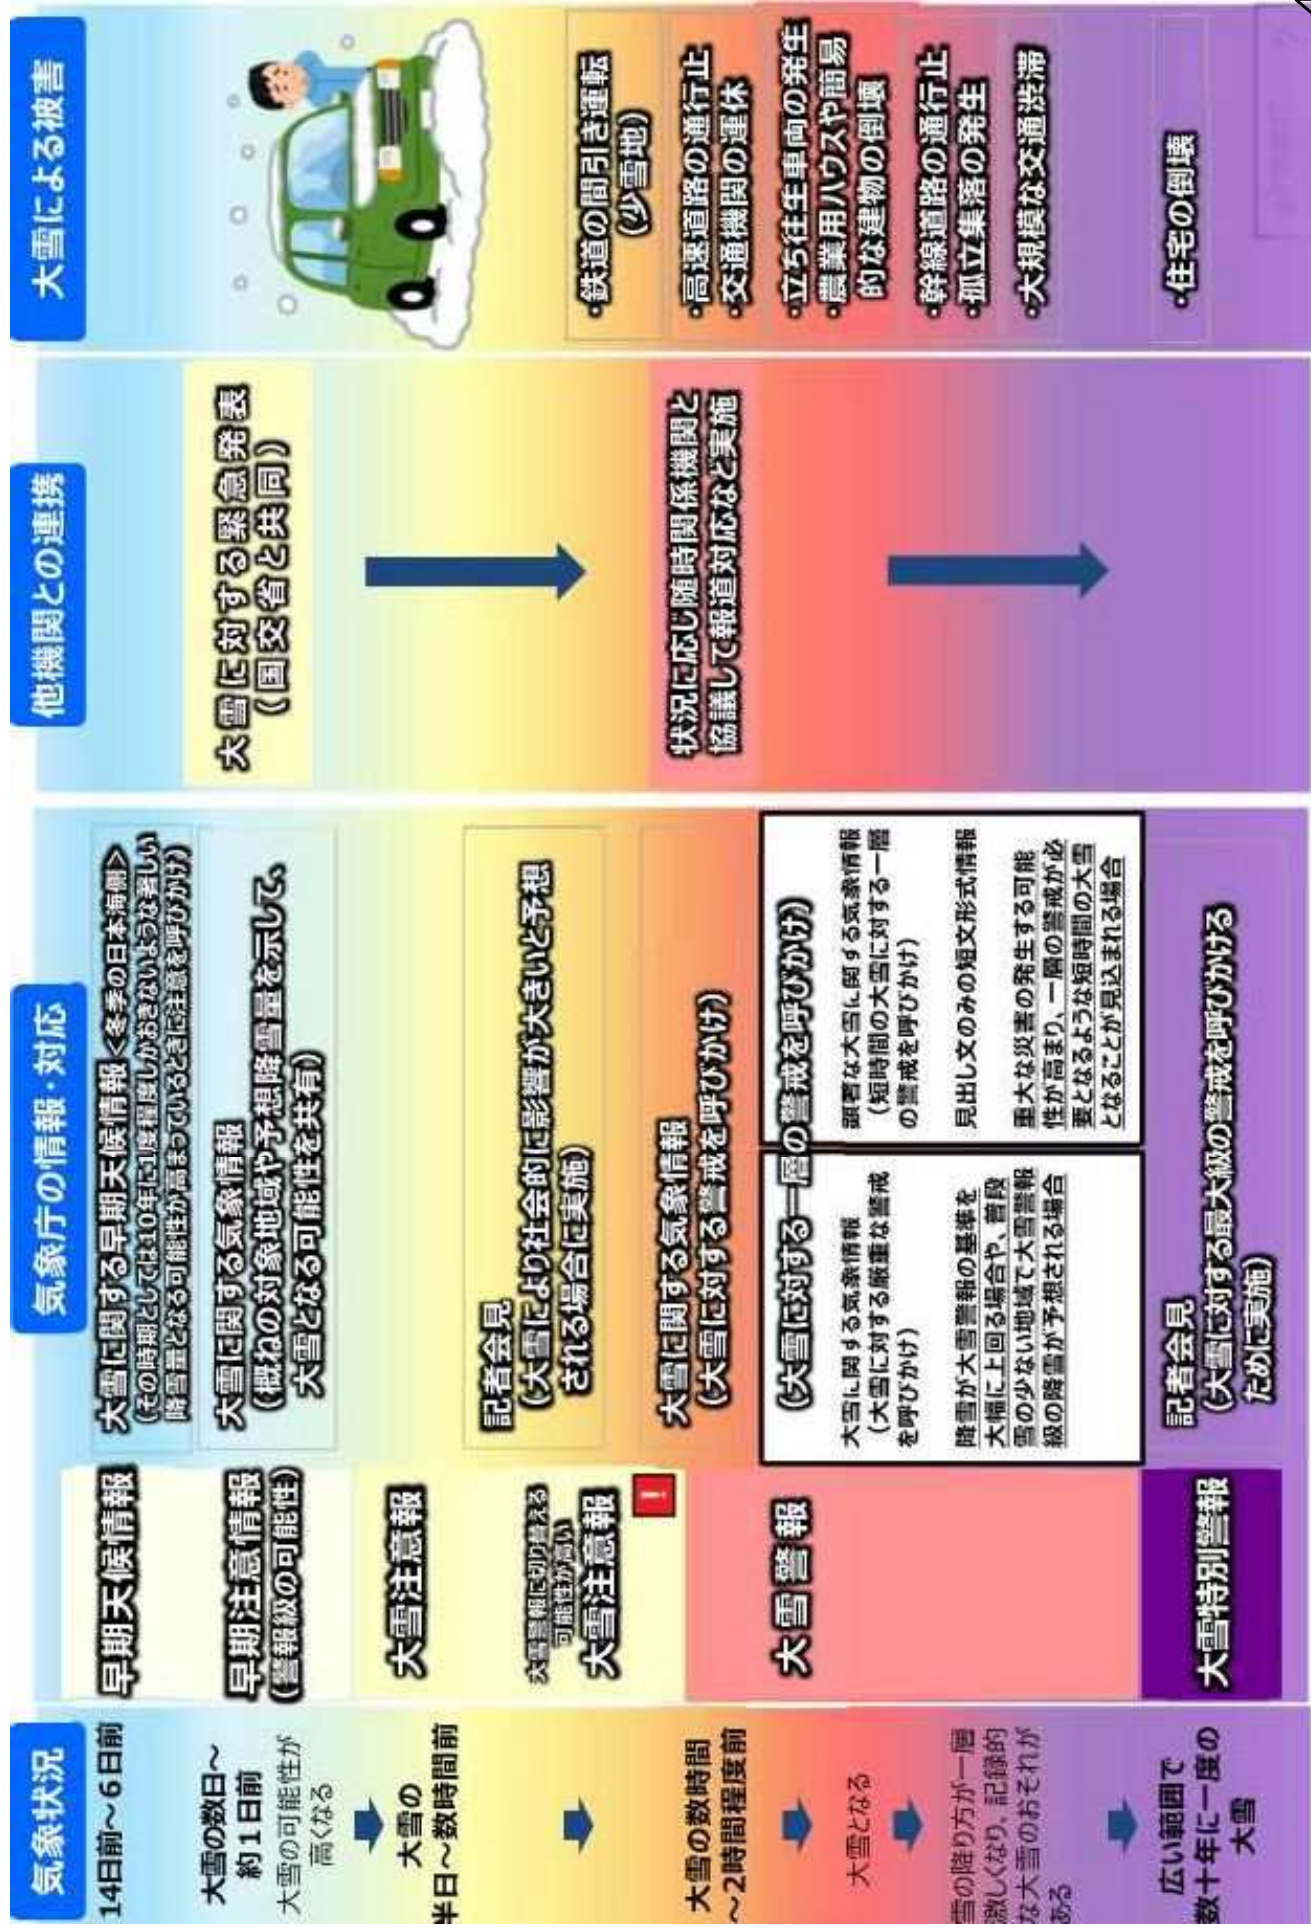 気象状況
14日前～６日前
大雪の数日～
約１日前
大雪の可能性が
高くなる
大雪の
半日～数時間前
大雪の数時間
～2時間程度前
大雪となる
雪の降り方が一層
激しくなり、記録的
な大雪のおそれが
ある
広い範囲で
数十年に一度の
大雪
気象庁の情報・対応
早期天候情報
早期注意情報
(警報級の可能性)
大雪注意報
大雪警報に切り替える
可能性が高い
大雪注意報
!
大雪警報
大雪特別警報
大雪に関する早期天候情報<冬季の日本海側>
(その時期としては10年に1度程度しかおきないような著しい
降雪量となる可能性が高まっているときに注意を呼びかけ)
大雪に関する気象情報
(概ねの対象地域や予想降雪量を示して、
大雪となる可能性を共有)
記者会見
(大雪により社会的に影響が大きいと予想
される場合に実施)
大雪に関する気象情報
(大雪に対する警戒を呼びかけ)
(大雪に対する一層の警戒を呼びかけ)
大雪に関する気象情報
(大雪に対する厳重な警戒
を呼びかけ)
降雪が大雪警報の基準を
大幅に上回る場合や、普段
雪の少ない地域で大雪警報
級の降雪が予想される場合
顕著な大雪に関する気象情報
(短時間の大雪に対する一層
の警戒を呼びかけ)
見出し文のみの短文形式情報
重大な災害の発生する可能
性が高まり、一層の警戒が必
要となるような短時間の大雪
となることが見込まれる場合
記者会見
(大雪に対する最大級の警戒を呼びかける
ために実施)
他機関との連携
大雪に対する緊急発表
(国交省と共同)
状況に応じ随時関係機関と
協議して報道対応など実施
大雪による被害
・鉄道の間引き運転
(少雪地)
・高速道路の通行止
・交通機関の運休
・立ち往生車両の発生
・農業用ハウスや簡易
的な建物の倒壊
・幹線道路の通行止
・孤立集落の発生
・大規模な交通渋滞
・住宅の倒壊